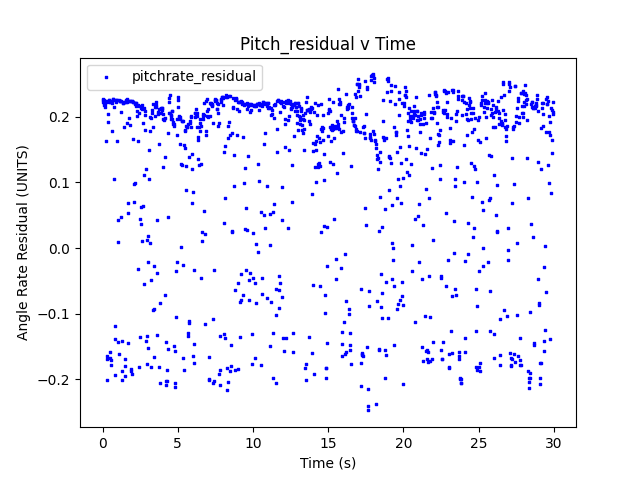 Pitch_residual v Time
pitchrate_residual
Angle Rate Residual (UNITS)
0.2
0.1
0.0
−0.1
−0.2
0 5 10 15 20 25 30
Time (s)